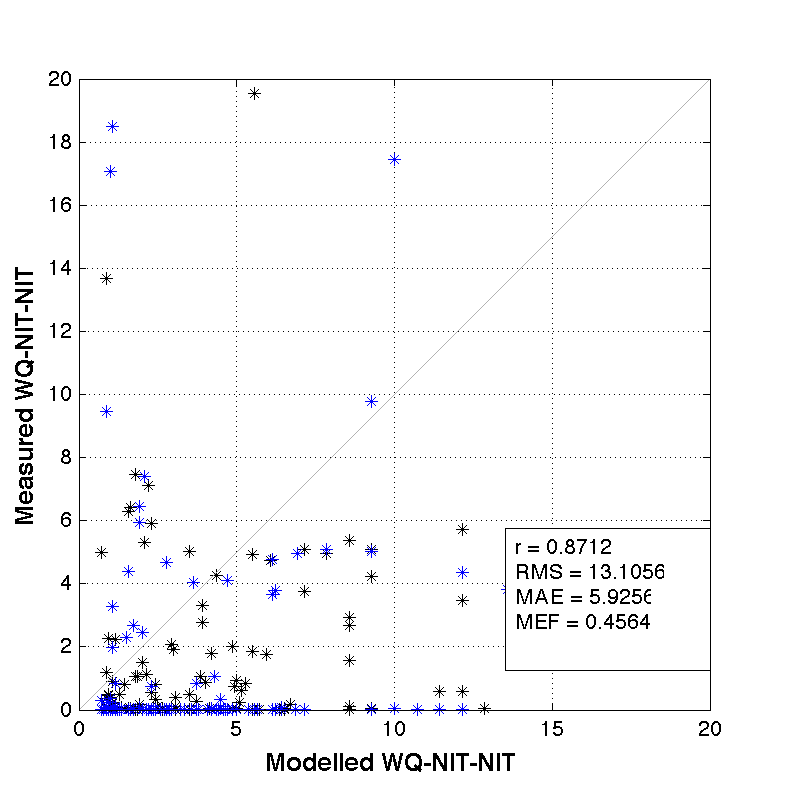 20
18
16
14
12
10
8
6
4
2
0
0
5
10
15
20
Measured WQ-NIT-NIT
Modelled WQ-NIT-NIT
r = 0.8712
RMS = 13.1056
MAE = 5.9256
MEF = 0.4564